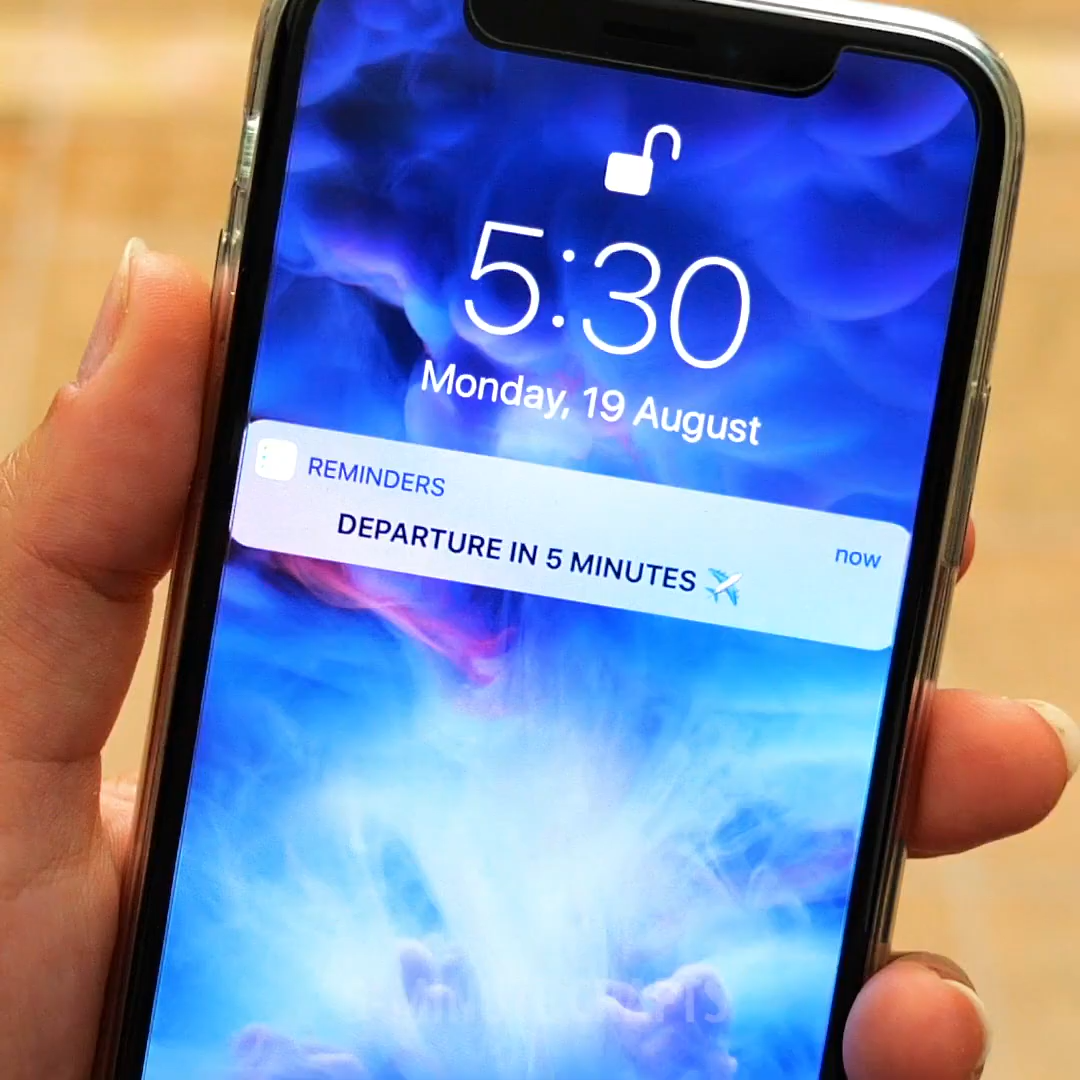 5:30
Monday, 19 August
REMINDERS
now
DEPARTURE IN 5 MINUTES ✈️